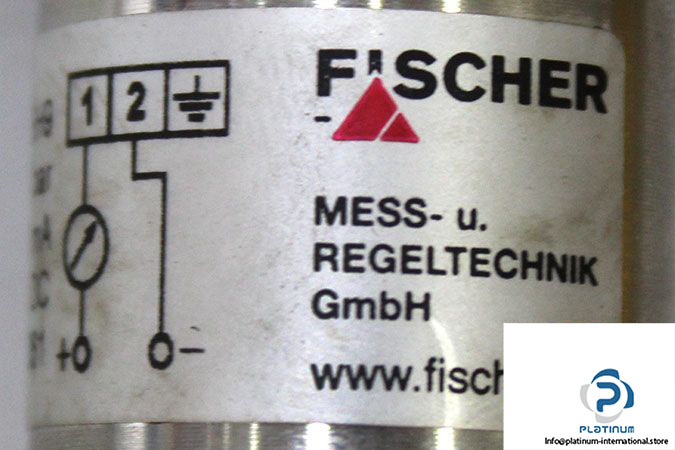 1 2
FISCHER
MESS- u.
REGELTECHNIK
GmbH
+ -
www.fisch
PLATINUM
Info@platinum-international.store